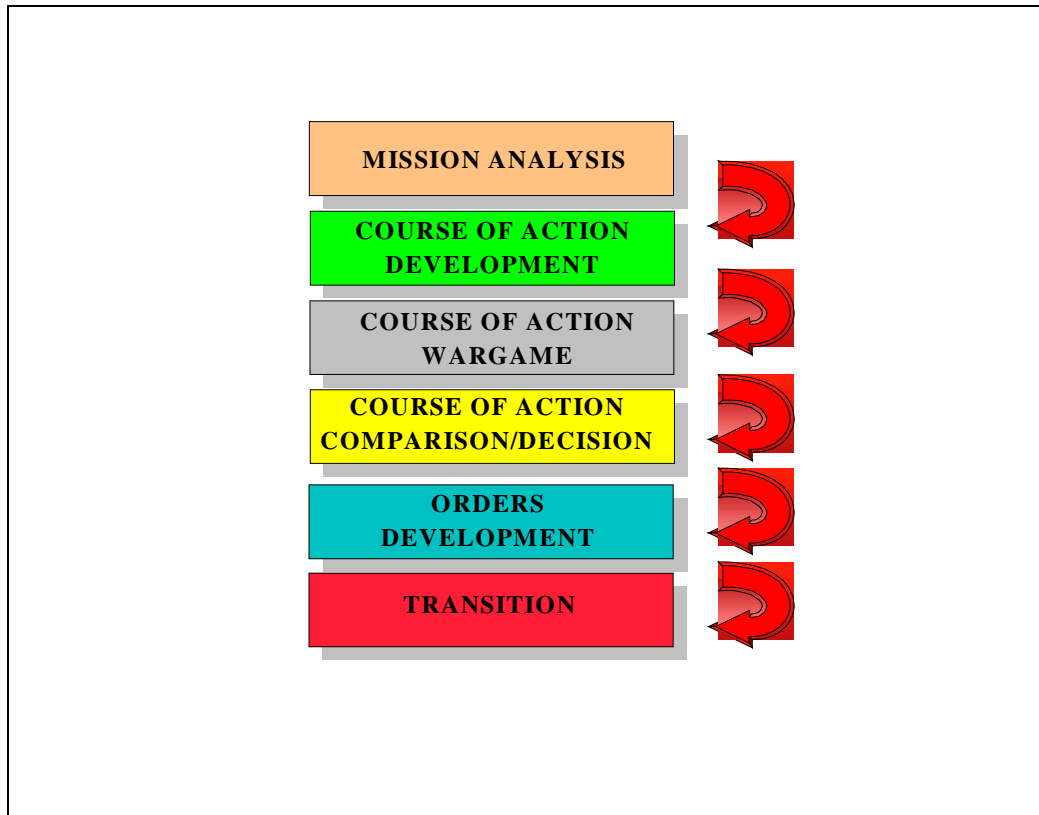 MISSION ANALYSIS
COURSE OF ACTION
DEVELOPMENT
COURSE OF ACTION
WARGAME
COURSE OF ACTION
COMPARISON/DECISION
ORDERS
DEVELOPMENT
TRANSITION